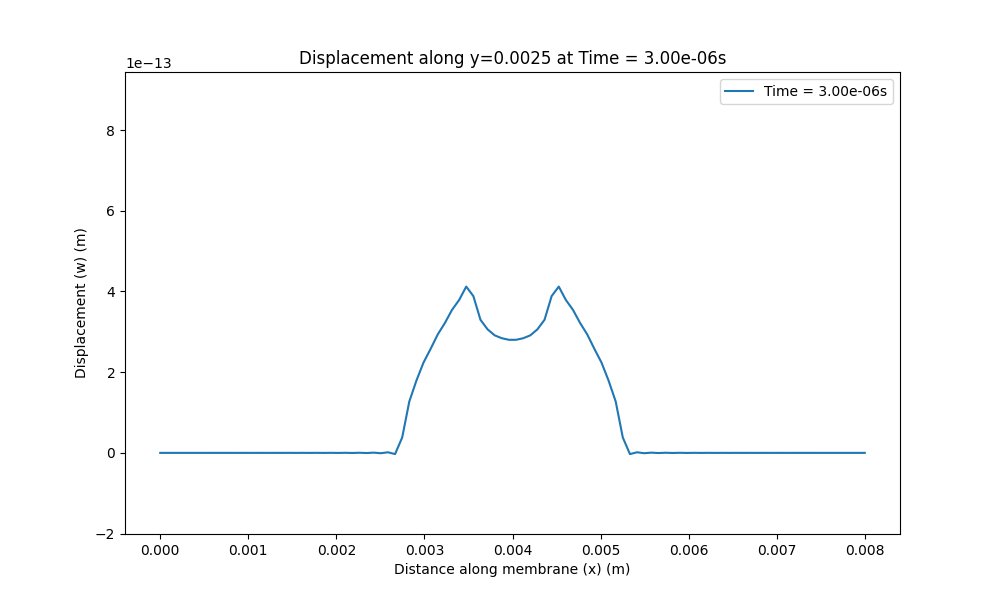 Displacement along y=0.0025 at Time = 3.00e-06s
1e−13
Time = 3.00e-06s
8
6
4
2
0
−2
Displacement (w) (m)
0.000 0.001 0.002 0.003 0.004 0.005 0.006 0.007 0.008
Distance along membrane (x) (m)